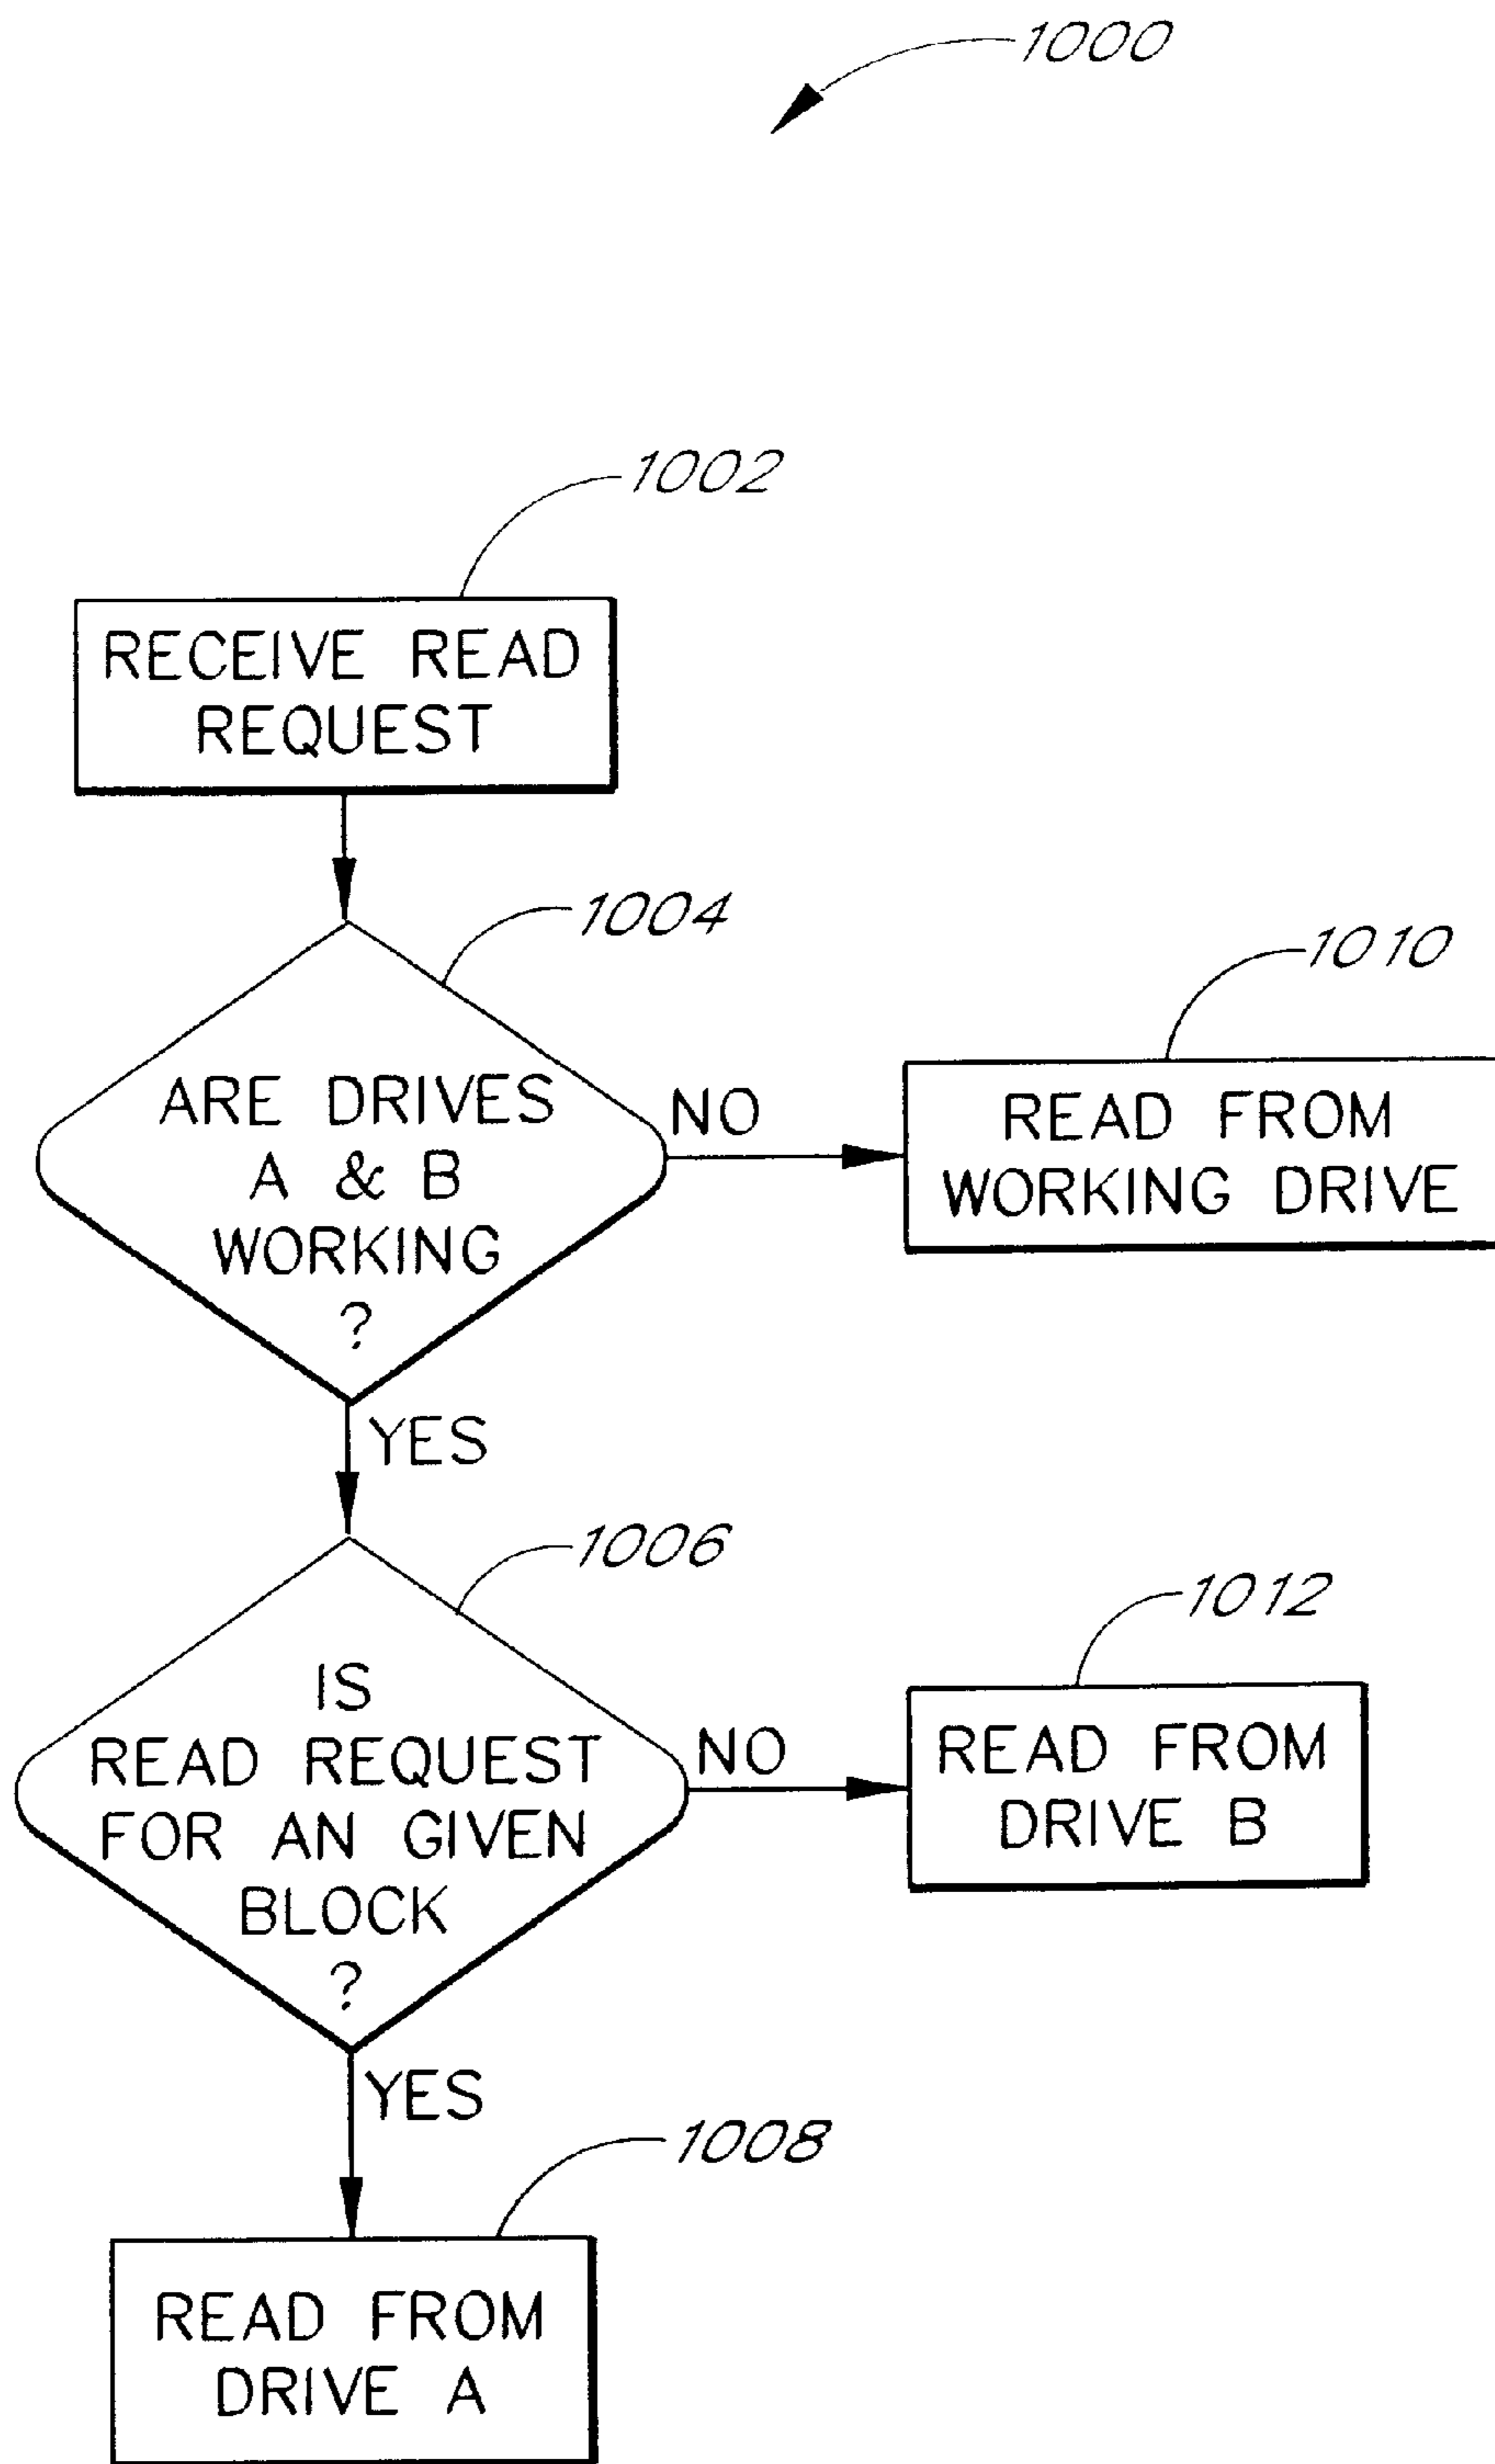 1000
1002
RECEIVE READ
REQUEST
1004
ARE DRIVES
A & B
WORKING
?
NO
1010
READ FROM
WORKING DRIVE
YES
1006
IS
READ REQUEST
FOR AN GIVEN
BLOCK
?
NO
1012
READ FROM
DRIVE B
YES
1008
READ FROM
DRIVE A